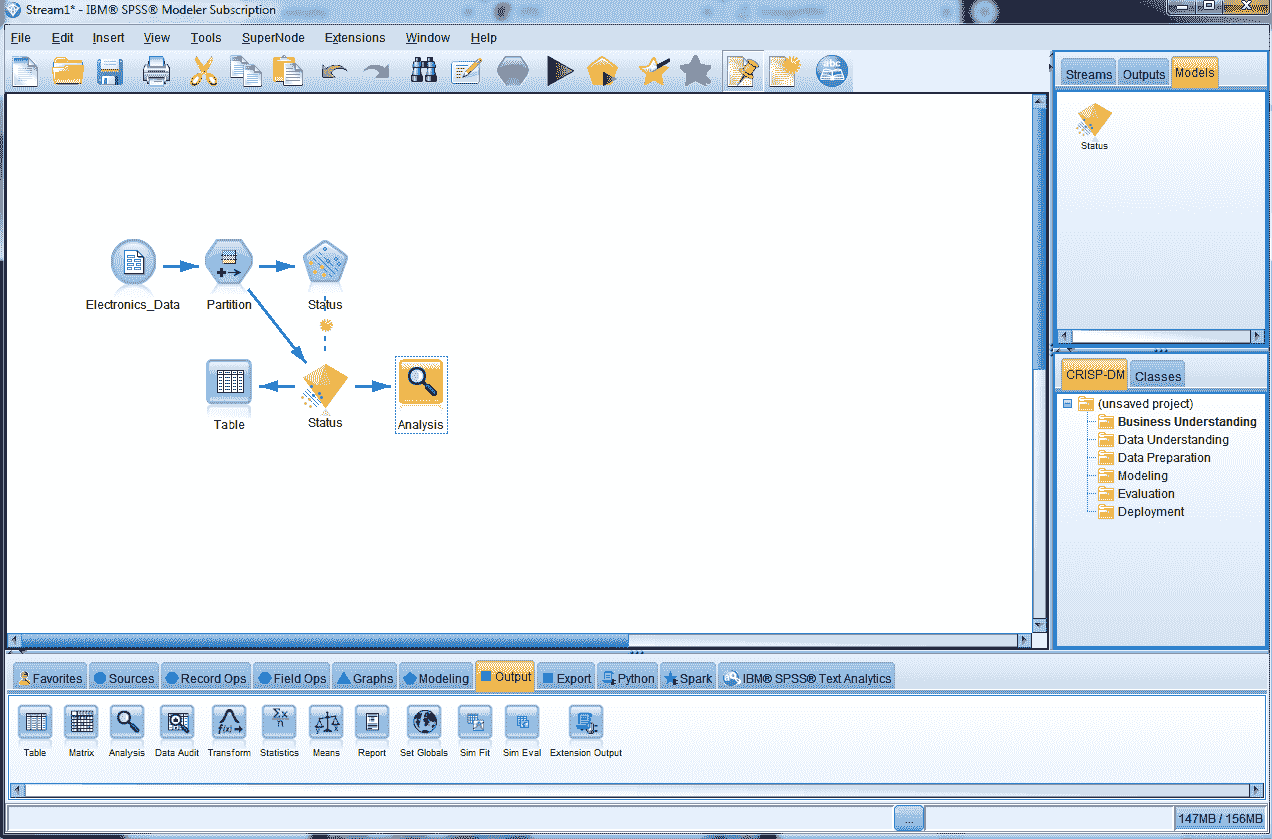 Stream1* - IBM® SPSS® Modeler Subscription
File Edit Insert View Tools SuperNode Extensions Window Help
abc
Streams Outputs Models
Status
Electronics_Data Partition Status
Table Status Analysis
CRISP-DM Classes
(unsaved project)
Business Understanding
Data Understanding
Data Preparation
Modeling
Evaluation
Deployment
Favorites Sources Record Ops Field Ops Graphs Modeling Output Export Python Spark IBM® SPSS® Text Analytics
Table Matrix Analysis Data Audit Transform Statistics Means Report Set Globals Sim Fit Sim Eval Extension Output
...
147MB / 156MB